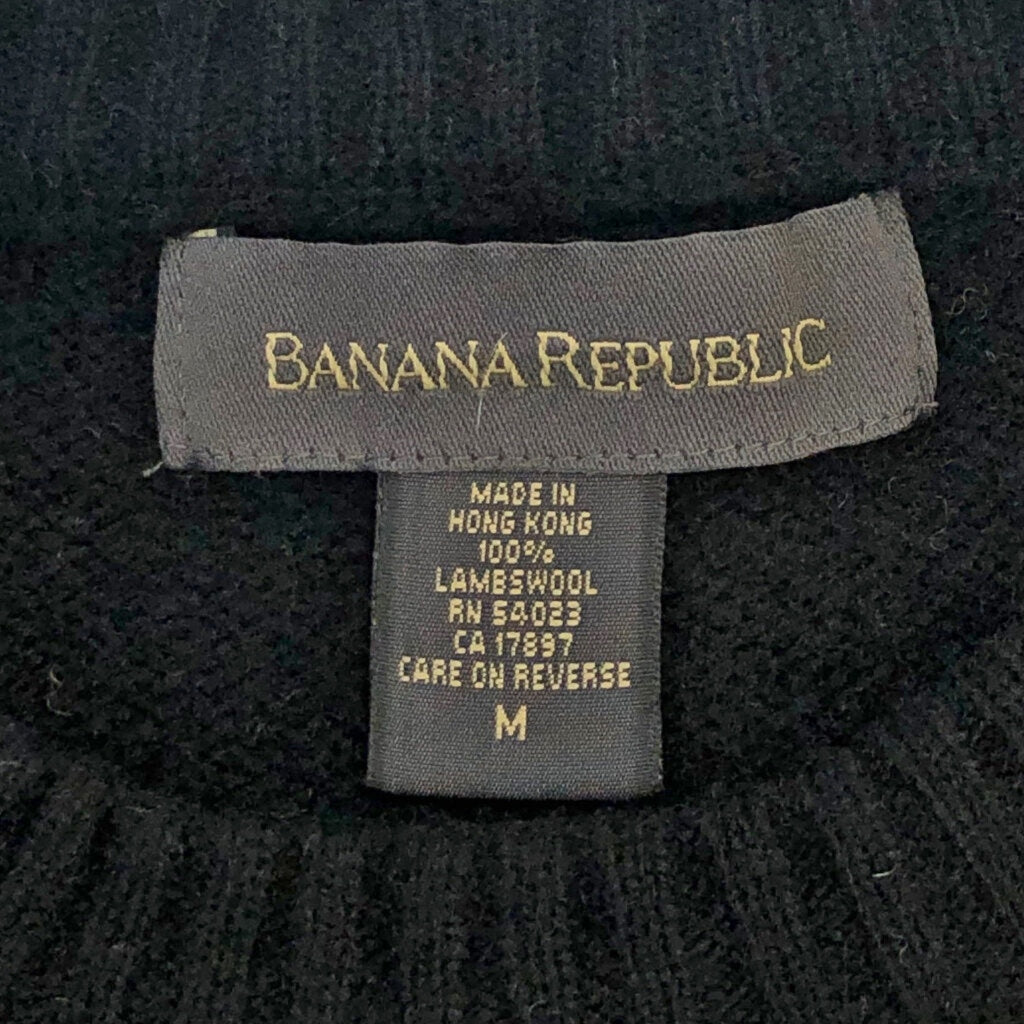 BANANA REPUBLIC
MADE IN
HONG KONG
100%
LAMBSWOOL
RN 54023
CA 17897
CARE ON REVERSE
M